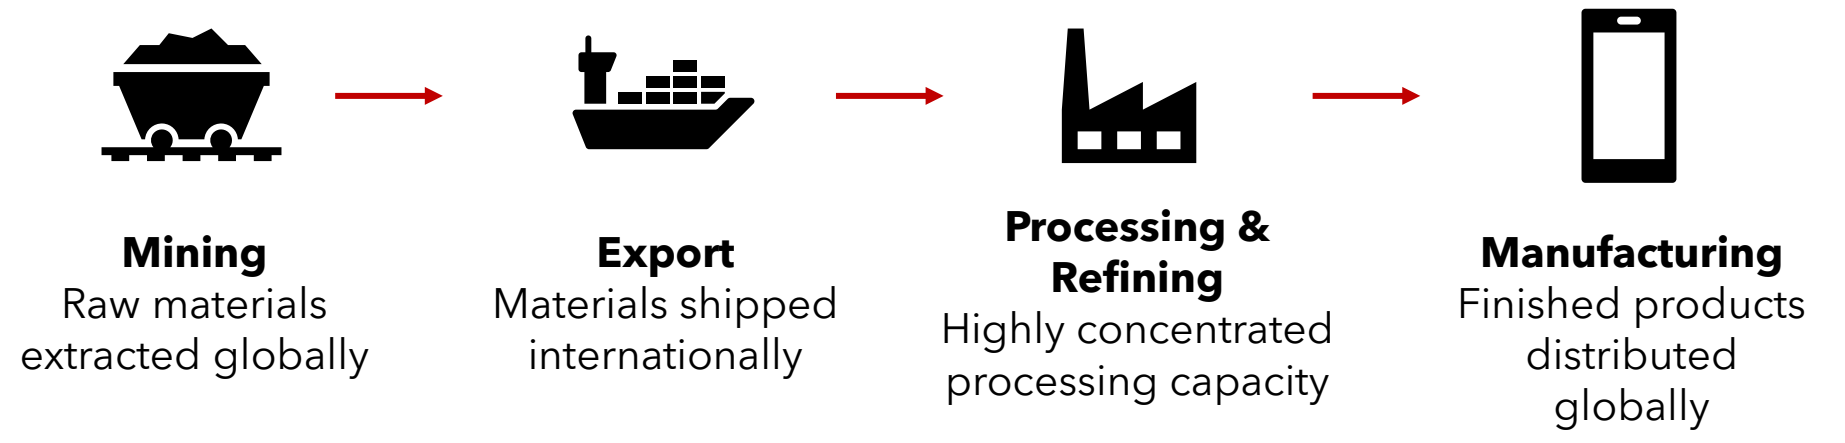 Mining
Raw materials
extracted globally
Export
Materials shipped
internationally
Processing &
Refining
Highly concentrated
processing capacity
Manufacturing
Finished products
distributed
globally